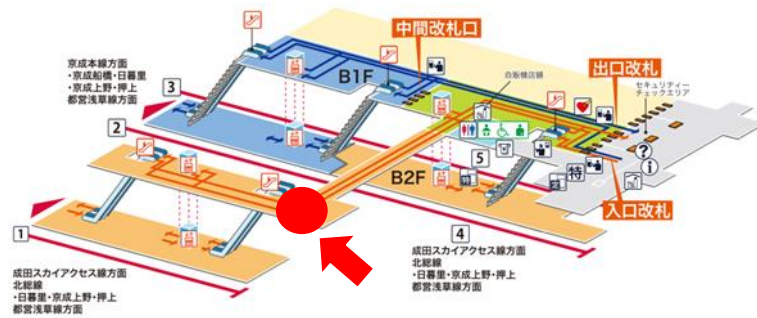 中間改札口
京成本線方面
・京成船橋・日暮里
・京成上野・押上
都営浅草線方面
B1F
自販機店舗
出口改札
セキュリティー
チェックエリア
3
2
5
B2F
特
?
i
入口改札
1
4
成田スカイアクセス線方面
北総線
・日暮里・京成上野・押上
都営浅草線方面
成田スカイアクセス線方面
北総線
・日暮里・京成上野・押上
都営浅草線方面